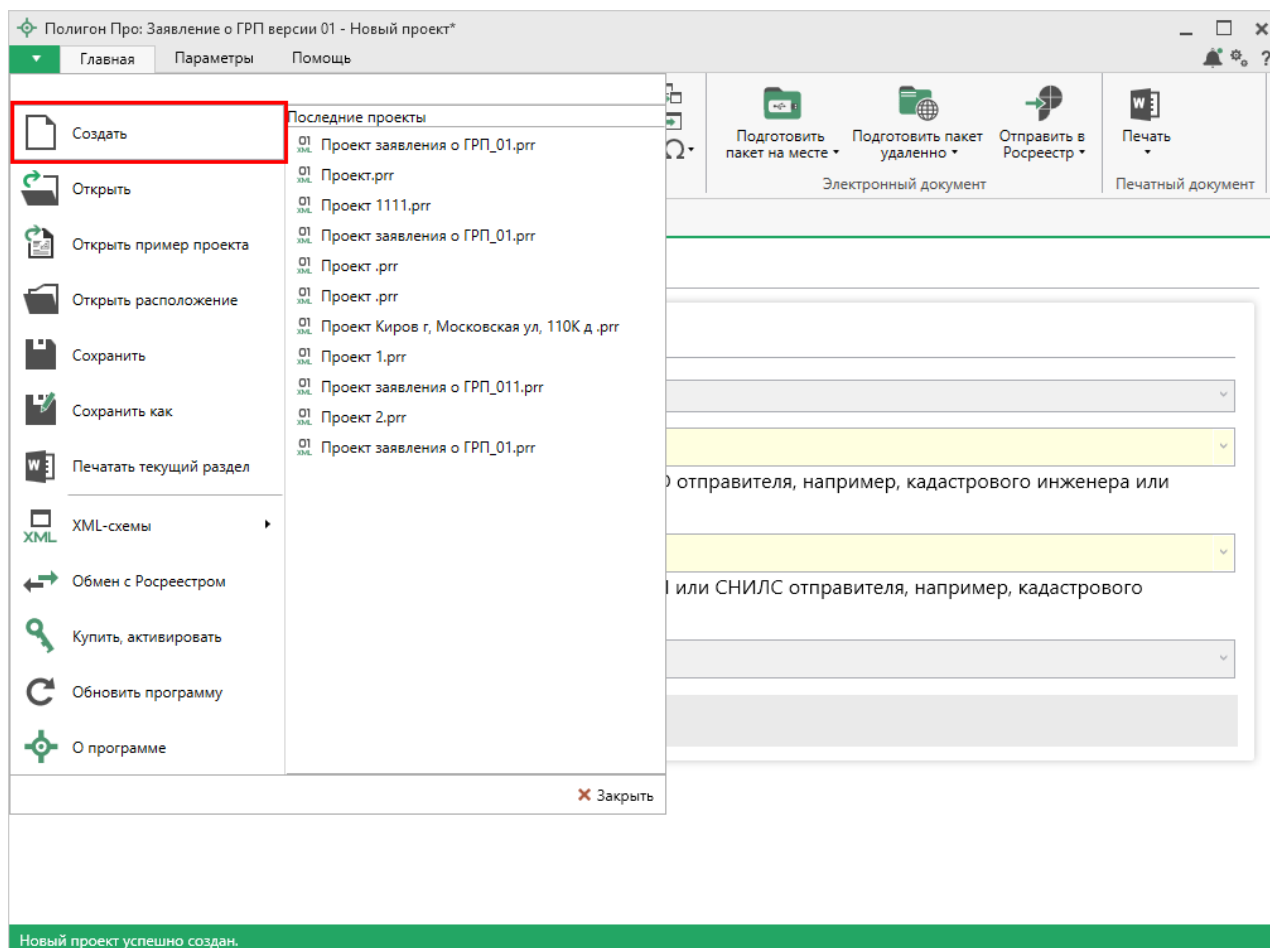 Полигон Про: Заявление о ГРП версии 01 - Новый проект*
Главная Параметры Помощь
Создать
Открыть
Открыть пример проекта
Открыть расположение
Сохранить
Сохранить как
Печатать текущий раздел
XML-схемы
Обмен с Росреестром
Купить, активировать
Обновить программу
О программе
Последние проекты
Проект заявления о ГРП_01.prr
Проект.prr
Проект 1111.prr
Проект заявления о ГРП_01.prr
Проект .prr
Проект .prr
Проект Киров г, Московская ул, 110К д .prr
Проект 1.prr
Проект заявления о ГРП_011.prr
Проект 2.prr
Проект заявления о ГРП_01.prr
Закрыть
Подготовить
пакет на месте
Подготовить пакет
удаленно
Отправить в
Росреестр
Печать
Электронный документ
Печатный документ
отправителя, например, кадастрового инженера или
или СНИЛС отправителя, например, кадастрового
Новый проект успешно создан.